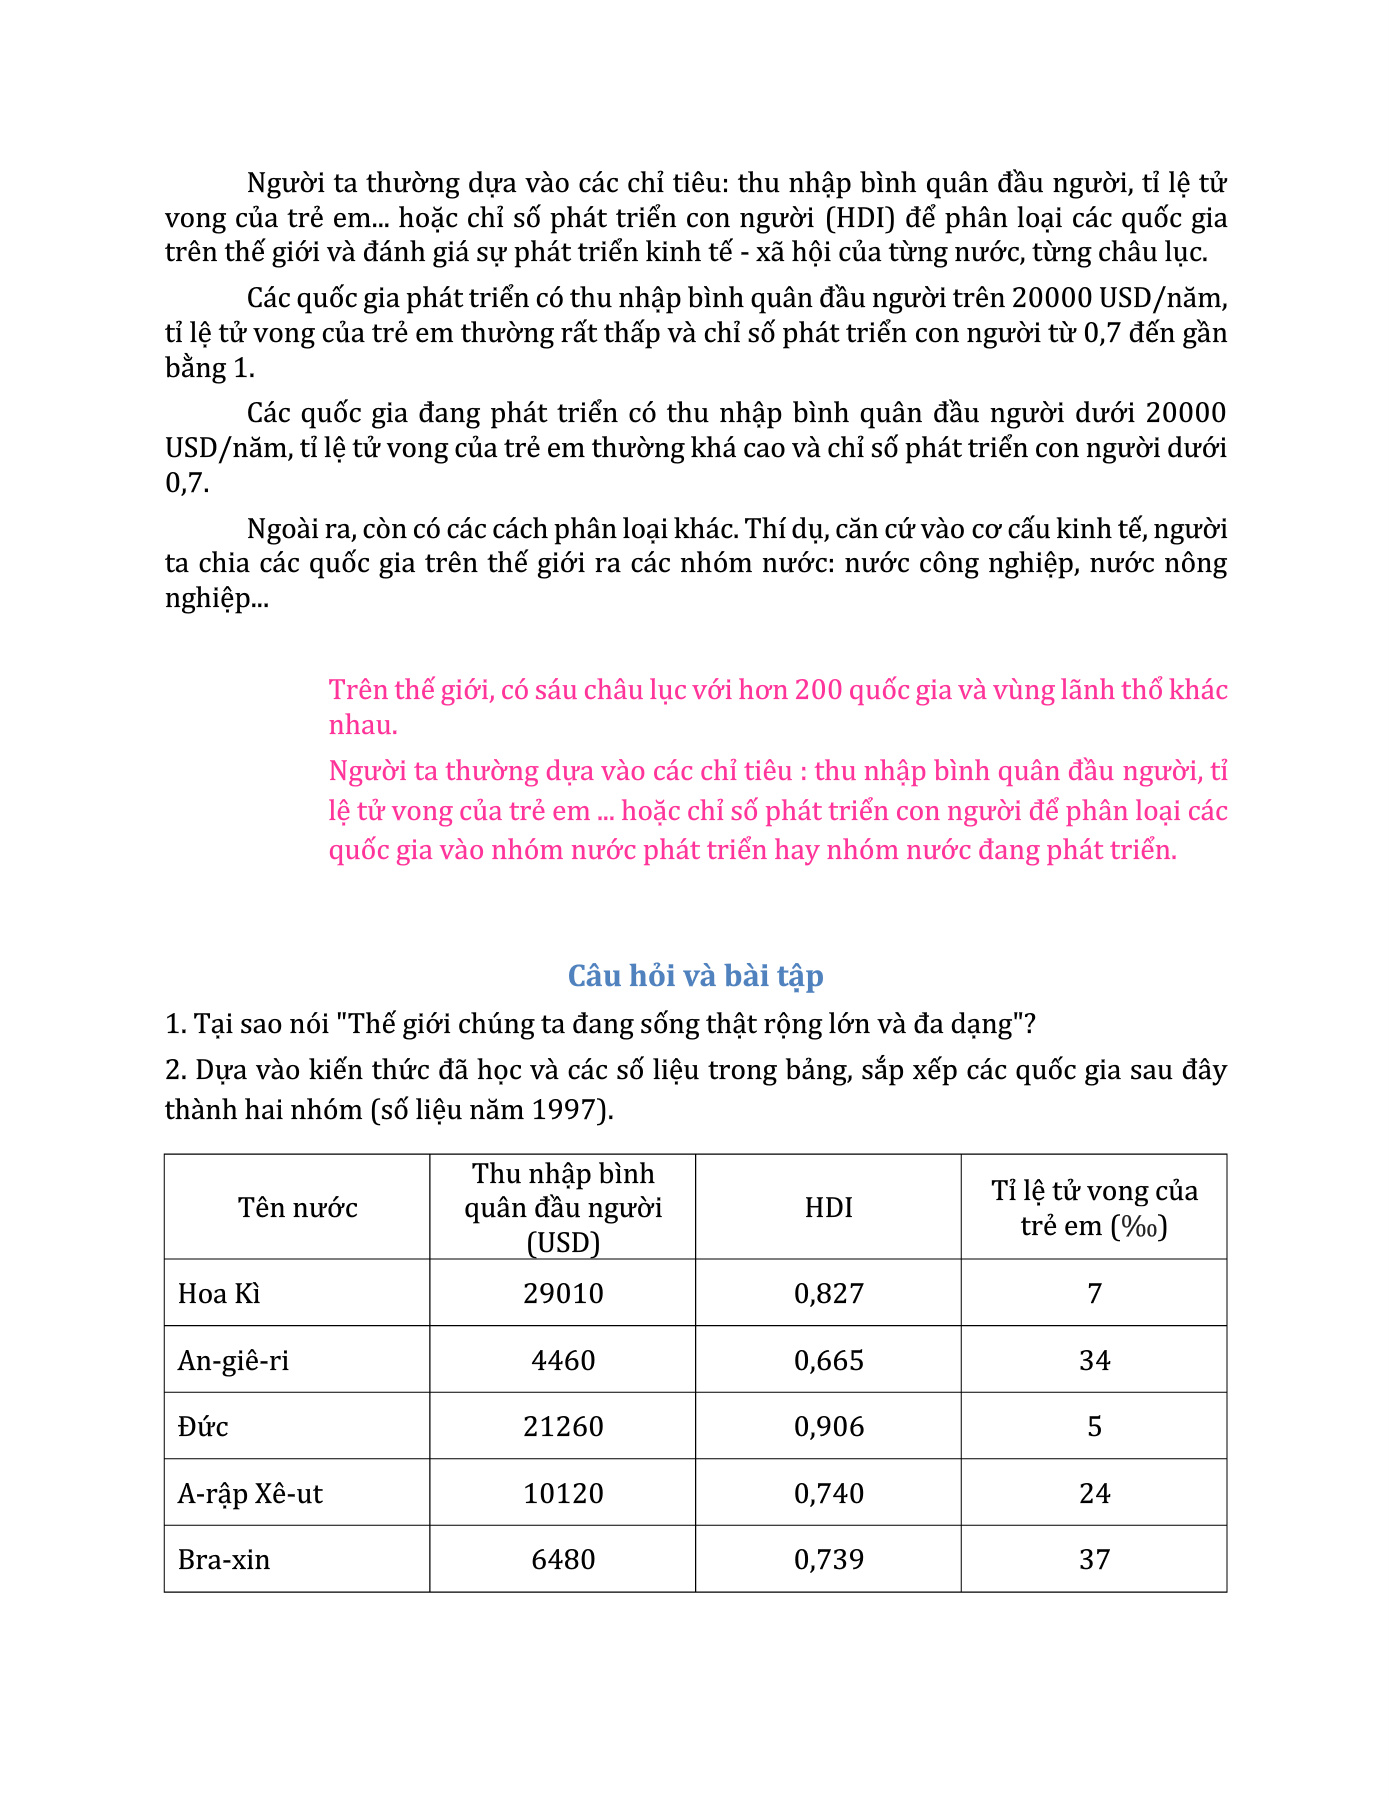 Người ta thường dựa vào các chỉ tiêu: thu nhập bình quân đầu người, tỉ lệ tử
vong của trẻ em... hoặc chỉ số phát triển con người (HDI) để phân loại các quốc gia
trên thế giới và đánh giá sự phát triển kinh tế - xã hội của từng nước, từng châu lục.
Các quốc gia phát triển có thu nhập bình quân đầu người trên 20000 USD/năm,
tỉ lệ tử vong của trẻ em thường rất thấp và chỉ số phát triển con người từ 0,7 đến gần
bằng 1.
Các quốc gia đang phát triển có thu nhập bình quân đầu người dưới 20000
USD/năm, tỉ lệ tử vong của trẻ em thường khá cao và chỉ số phát triển con người dưới
0,7.
Ngoài ra, còn có các cách phân loại khác. Thí dụ, căn cứ vào cơ cấu kinh tế, người
ta chia các quốc gia trên thế giới ra các nhóm nước: nước công nghiệp, nước nông
nghiệp...
Trên thế giới, có sáu châu lục với hơn 200 quốc gia và vùng lãnh thổ khác
nhau.
Người ta thường dựa vào các chỉ tiêu : thu nhập bình quân đầu người, tỉ
lệ tử vong của trẻ em ... hoặc chỉ số phát triển con người để phân loại các
quốc gia vào nhóm nước phát triển hay nhóm nước đang phát triển.
Câu hỏi và bài tập
1. Tại sao nói "Thế giới chúng ta đang sống thật rộng lớn và đa dạng"?
2. Dựa vào kiến thức đã học và các số liệu trong bảng, sắp xếp các quốc gia sau đây
thành hai nhóm (số liệu năm 1997).
Tên nước
Thu nhập bình
quân đầu người
(USD)
HDI
Tỉ lệ tử vong của
trẻ em (‰)
Hoa Kì 29010 0,827 7
An-giê-ri 4460 0,665 34
Đức 21260 0,906 5
A-rập Xê-ut 10120 0,740 24
Bra-xin 6480 0,739 37